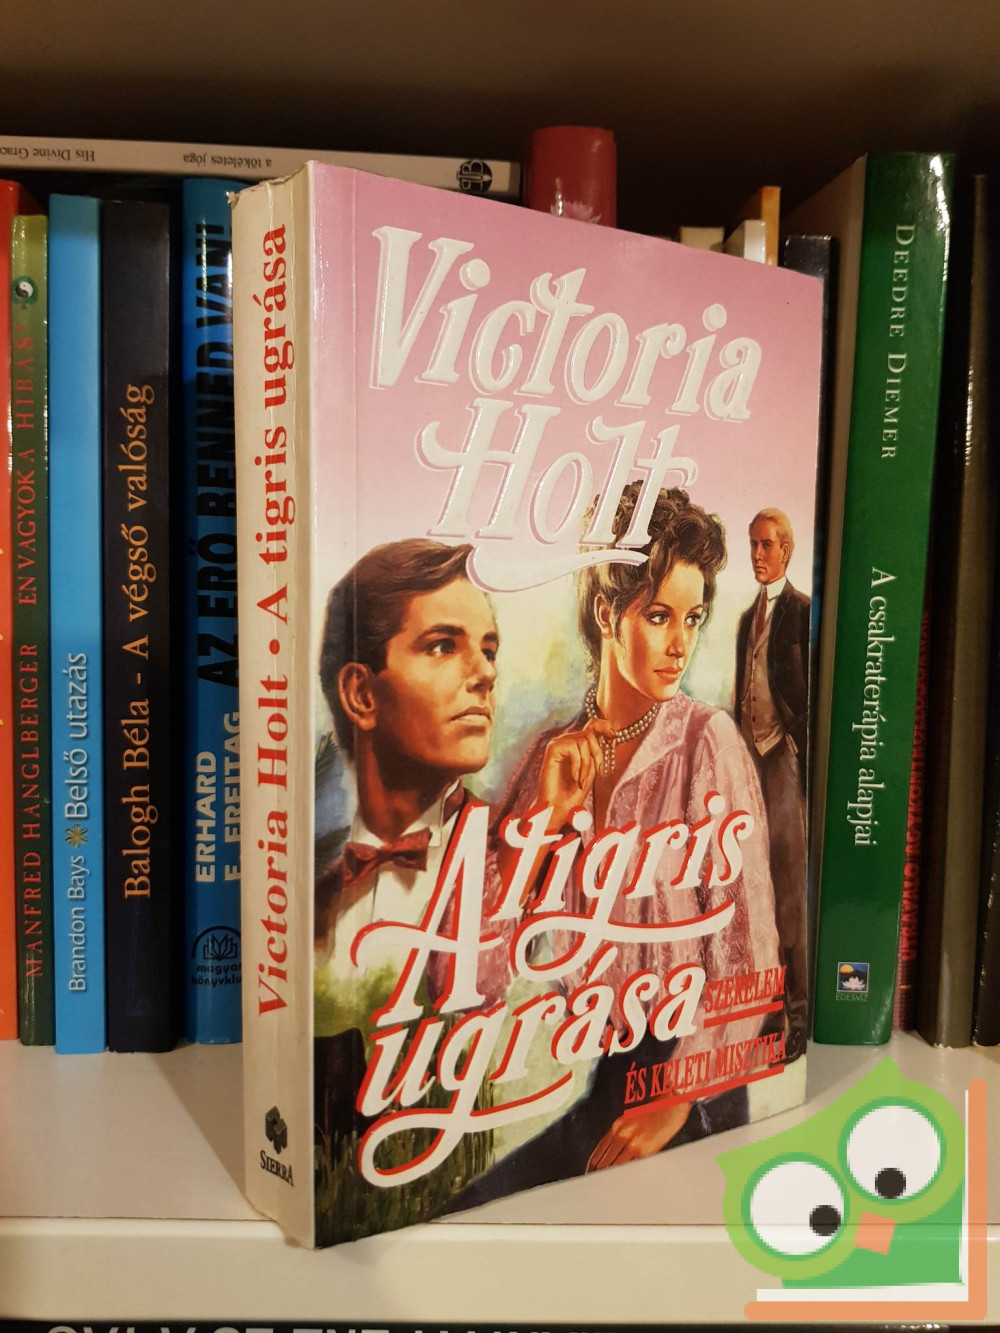 His Divine Grace
a tökéletes jóga
MANFRED HANGLBERGER ÉN VAGYOK A HIBÁS!
Brandon Bays Belső utazás
Balogh Béla - A végső valóság
ERHARD
F. FREITAG
AZ ERŐ BENNED VAN!
magyar
könyvklub
Victoria Holt • A tigris ugrása
SIERRA
Victoria
Holt
A tigris
ugrása
SZERELEM
ÉS KELETI MISZTIKA
DEEDRE DIEMER
A csakraterápia alapjai
ÉDESVÍZ